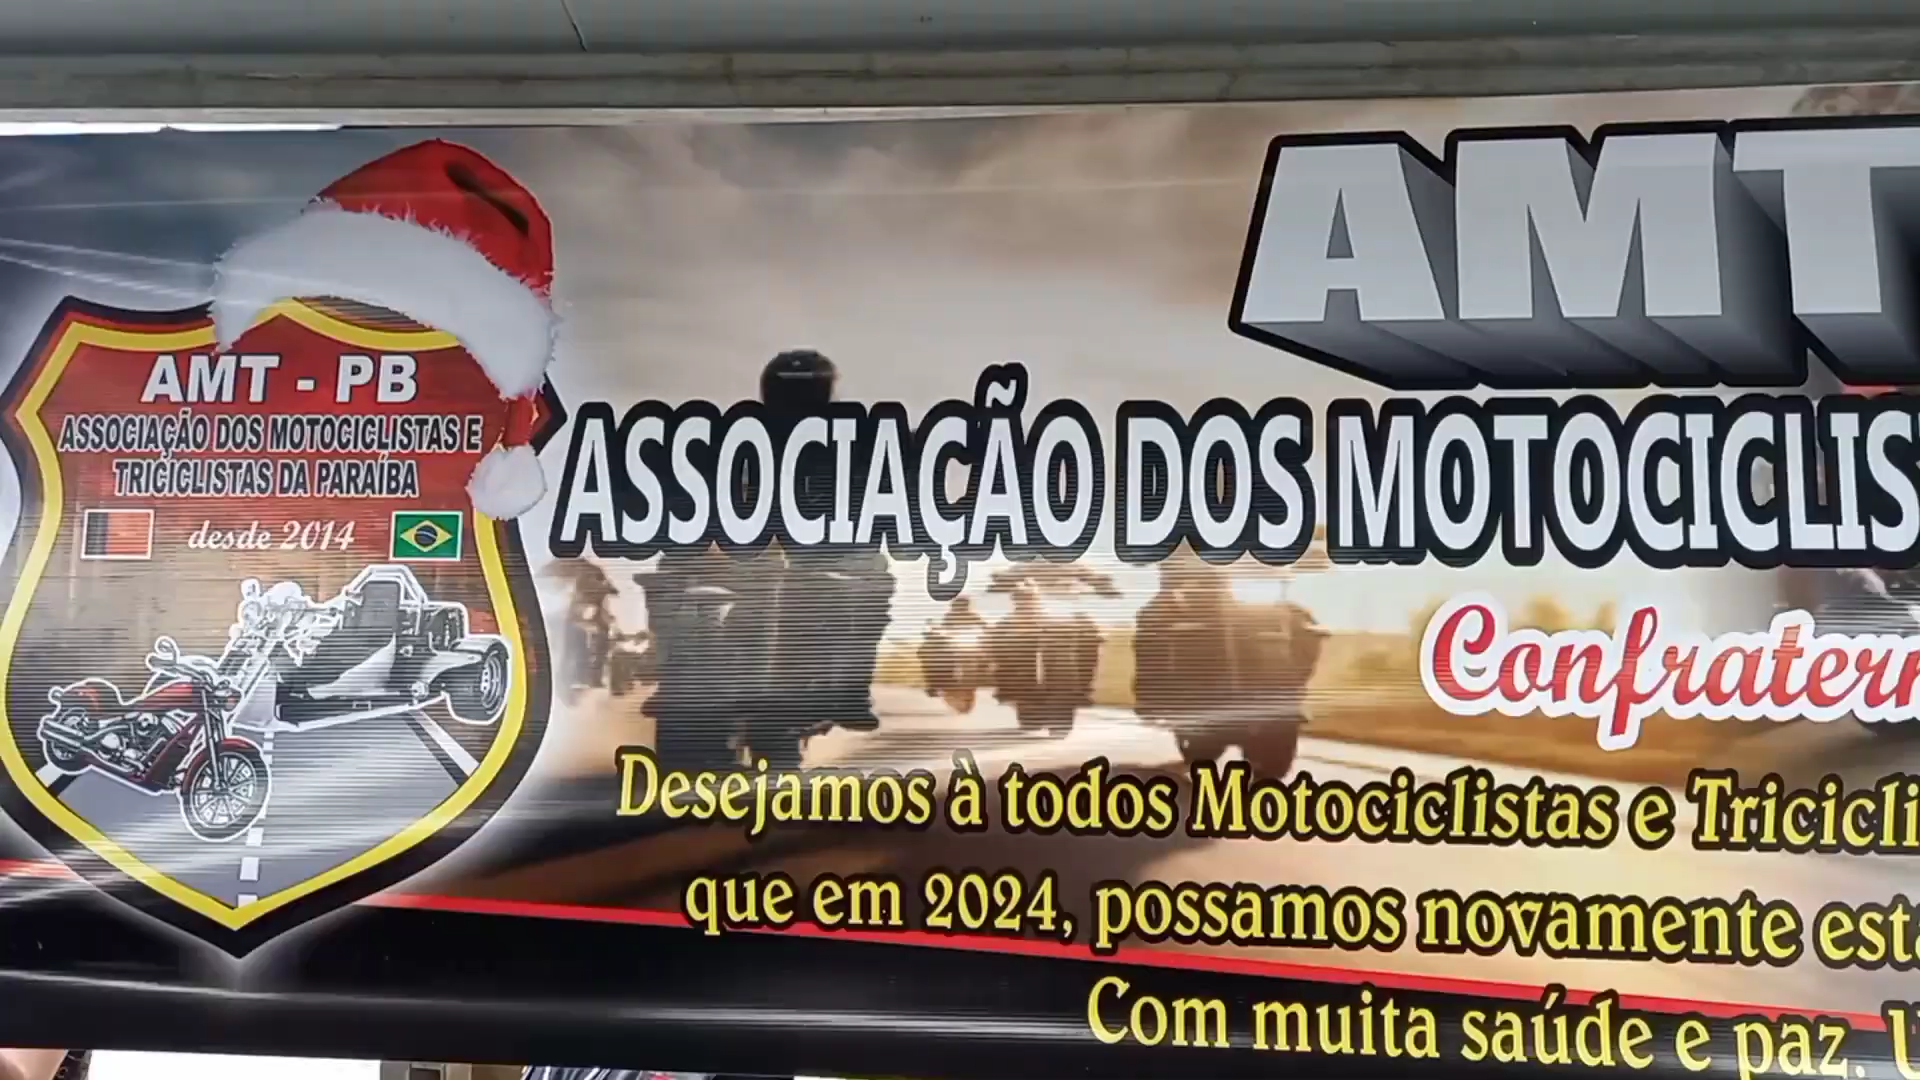 AMT - PB
ASSOCIAÇÃO DOS MOTOCICLISTAS E
TRICICLISTAS DA PARAÍBA
desde 2014
AMT
ASSOCIAÇÃO DOS MOTOCICLIS
Confratern
Desejamos à todos Motociclistas e Tricicli
que em 2024, possamos novamente esta
Com muita saúde e paz. U